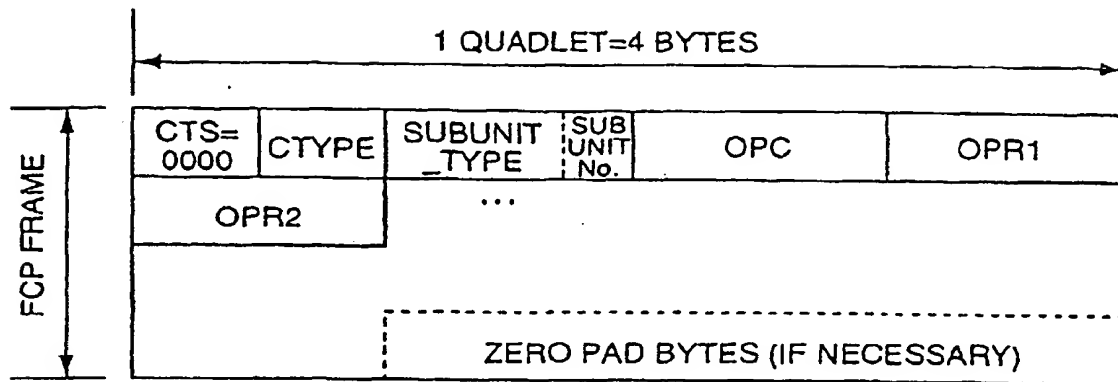 1 QUADLET=4 BYTES
FCP FRAME
CTS=
0000
CTYPE
SUBUNIT
_TYPE
SUB
UNIT
No.
OPC
OPR1
OPR2
...
ZERO PAD BYTES (IF NECESSARY)